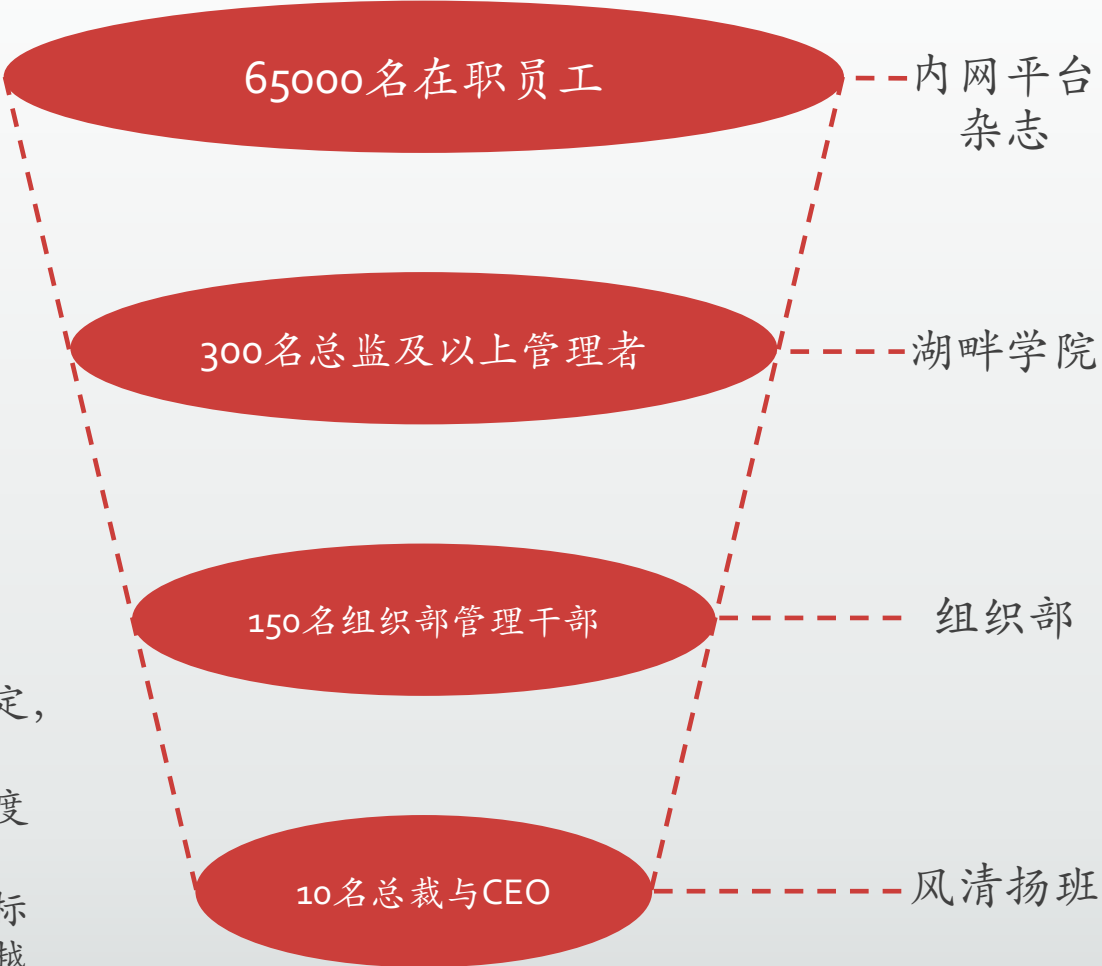 65000名在职员工
内网平台
杂志
300名总监及以上管理者
湖畔学院
150名组织部管理干部
组织部
定，
度
10名总裁与CEO
风清扬班
标
越